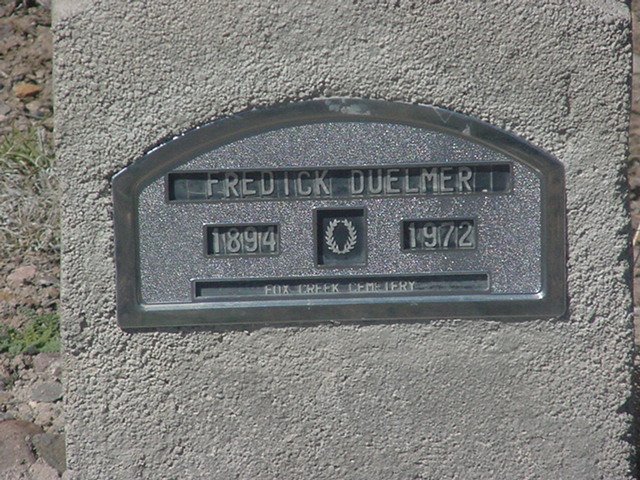 FREDICK DUELMER
1894 1972
FOX CREEK CEMETERY